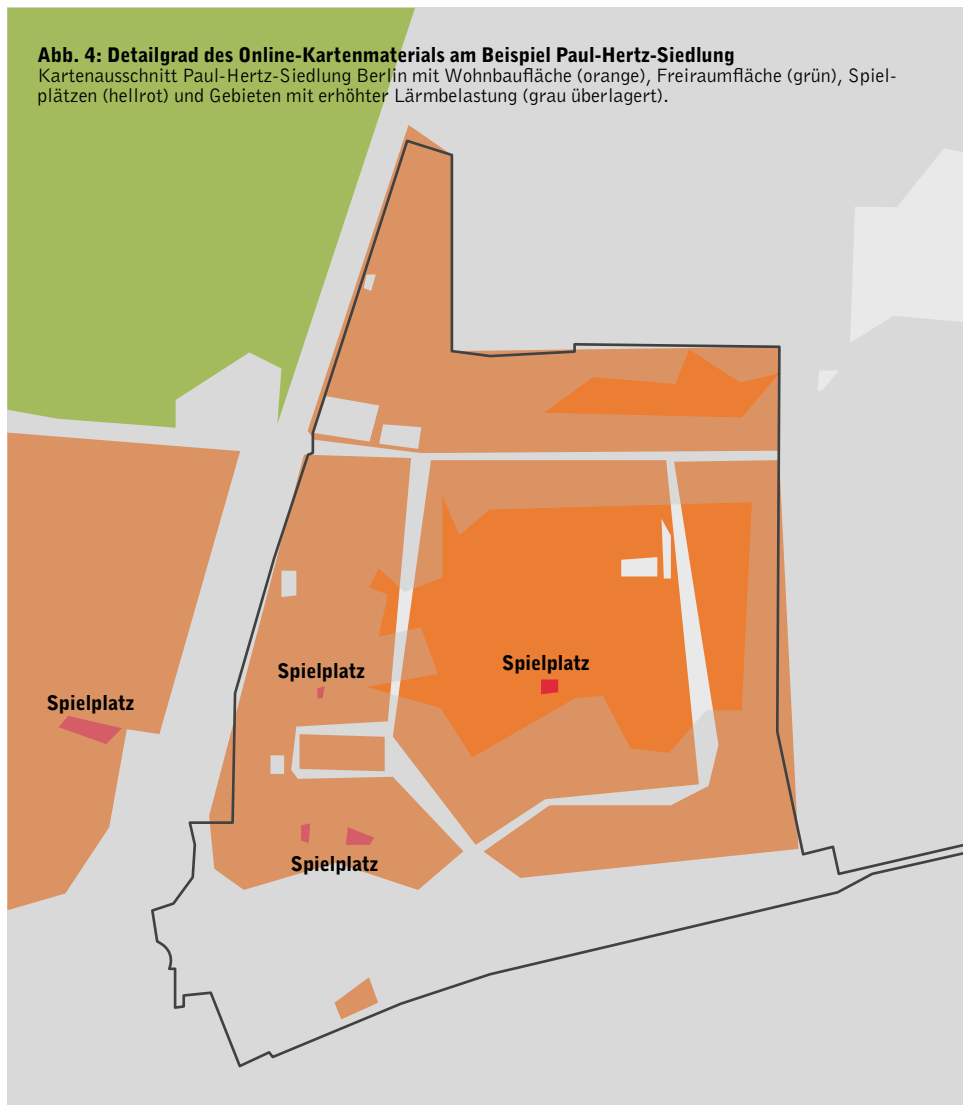 Abb. 4: Detailgrad des Online-Kartenmaterials am Beispiel Paul-Hertz-Siedlung
Kartenausschnitt Paul-Hertz-Siedlung Berlin mit Wohnbaufläche (orange), Freiraumfläche (grün), Spiel-
plätzen (hellrot) und Gebieten mit erhöhter Lärmbelastung (grau überlagert).
Spielplatz
Spielplatz
Spielplatz
Spielplatz